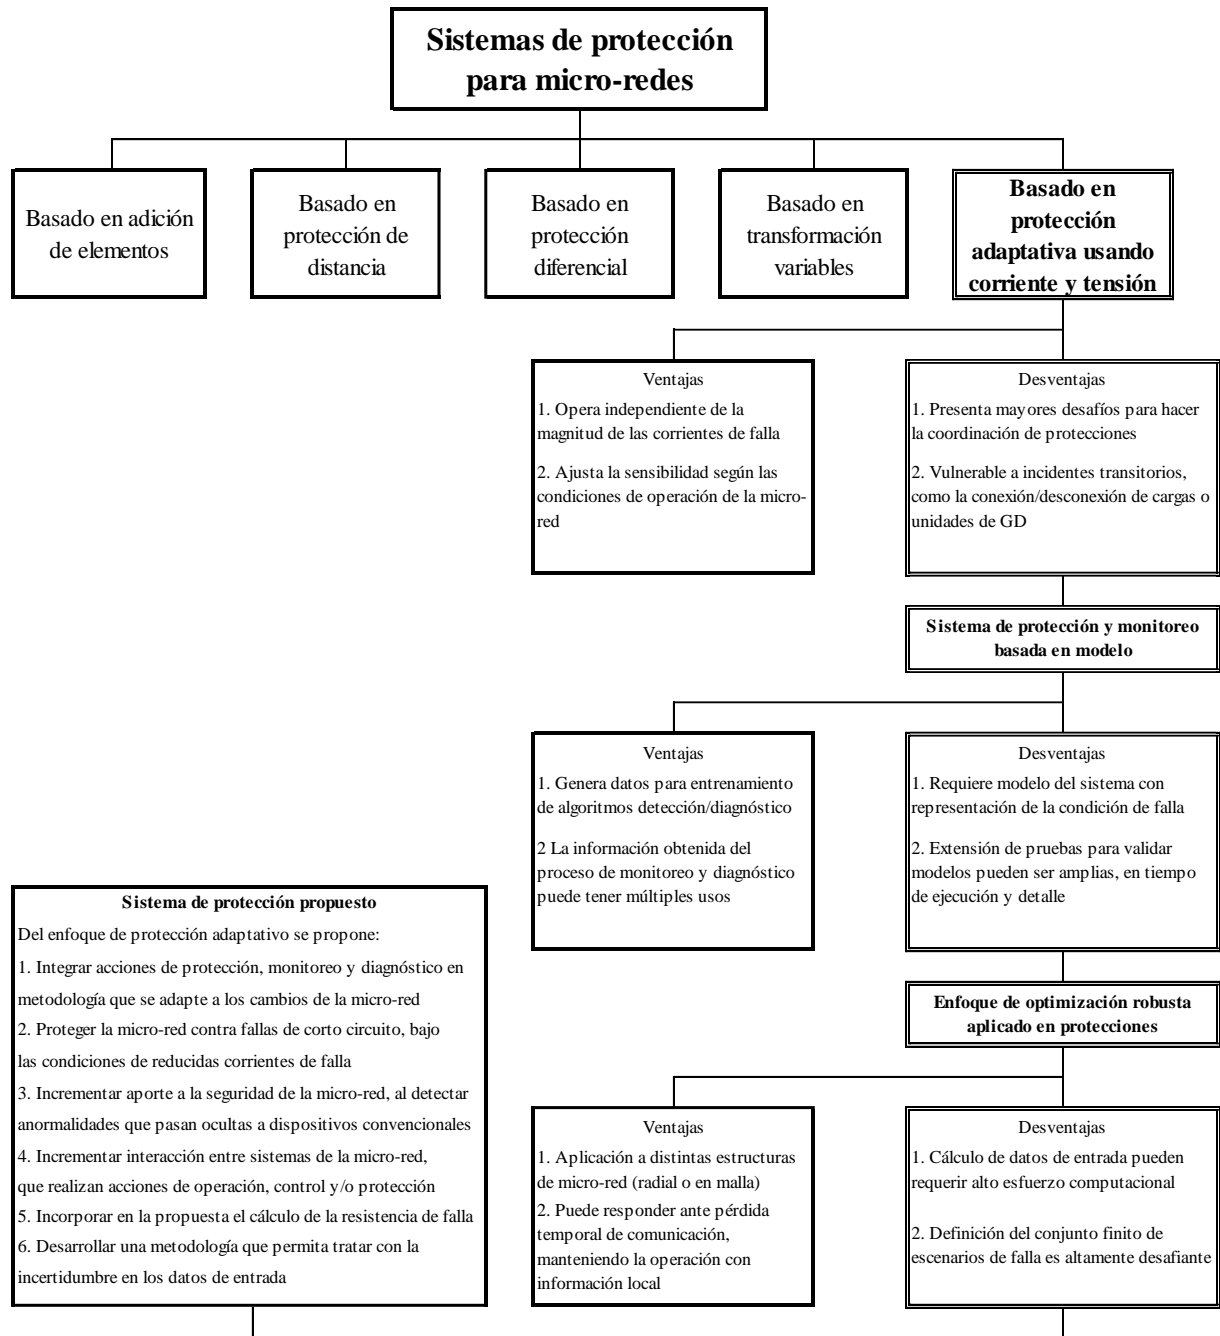 Sistemas de protección
para micro-redes
Basado en adición
de elementos
Basado en
protección de
distancia
Basado en
protección
diferencial
Basado en
transformación
variables
Basado en
protección
adaptativa usando
corriente y tensión
Ventajas
1. Opera independiente de la
magnitud de las corrientes de falla
2. Ajusta la sensibilidad según las
condiciones de operación de la micro-
red
Desventajas
1. Presenta mayores desafíos para hacer
la coordinación de protecciones
2. Vulnerable a incidentes transitorios,
como la conexión/desconexión de cargas o
unidades de GD
Sistema de protección y monitoreo
basada en modelo
Ventajas
1. Genera datos para entrenamiento
de algoritmos detección/diagnóstico
2 La información obtenida del
proceso de monitoreo y diagnóstico
puede tener múltiples usos
Desventajas
1. Requiere modelo del sistema con
representación de la condición de falla
2. Extensión de pruebas para validar
modelos pueden ser amplias, en tiempo
de ejecución y detalle
Sistema de protección propuesto
Del enfoque de protección adaptativo se propone:
1. Integrar acciones de protección, monitoreo y diagnóstico en
metodología que se adapte a los cambios de la micro-red
2. Proteger la micro-red contra fallas de corto circuito, bajo
las condiciones de reducidas corrientes de falla
3. Incrementar aporte a la seguridad de la micro-red, al detectar
anormalidades que pasan ocultas a dispositivos convencionales
4. Incrementar interacción entre sistemas de la micro-red,
que realizan acciones de operación, control y/o protección
5. Incorporar en la propuesta el cálculo de la resistencia de falla
6. Desarrollar una metodología que permita tratar con la
incertidumbre en los datos de entrada
Enfoque de optimización robusta
aplicado en protecciones
Ventajas
1. Aplicación a distintas estructuras
de micro-red (radial o en malla)
2. Puede responder ante pérdida
temporal de comunicación,
manteniendo la operación con
información local
Desventajas
1. Cálculo de datos de entrada pueden
requerir alto esfuerzo computacional
2. Definición del conjunto finito de
escenarios de falla es altamente desafiante